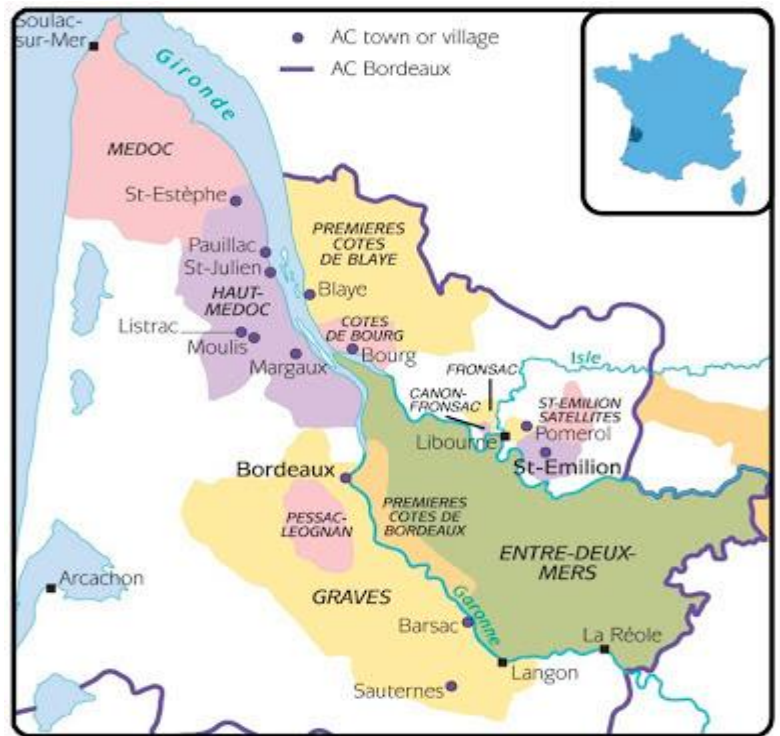 Soulac-
sur-Mer
Gironde
AC town or village
AC Bordeaux
MEDOC
St-Estèphe
PREMIERES
COTES
DE BLAYE
Pauillac
St-Julien
HAUT-
MEDOC
Blaye
Listrac
Moulis
Margaux
COTES
DE BOURG
Bourg
FRONSAC
Isle
CANON-
FRONSAC
ST-EMILION
SATELLITES
Libourne
Pomerol
St-Emilion
Bordeaux
PESSAC-
LEOGNAN
PREMIERES
COTES DE
BORDEAUX
ENTRE-DEUX-
MERS
Arcachon
GRAVES
Garonne
Barsac
La Réole
Langon
Sauternes